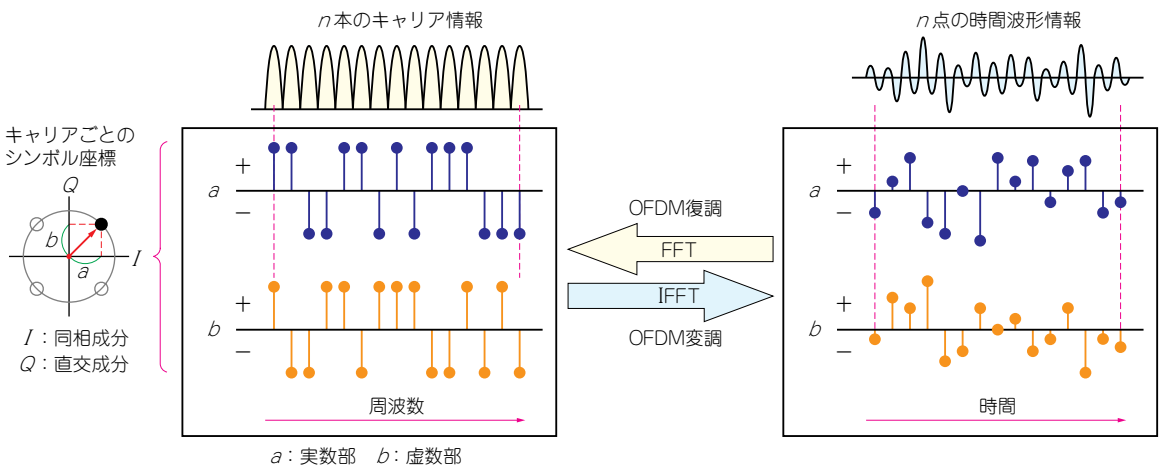 n本のキャリア情報
n点の時間波形情報
キャリアごとの
シンボル座標
Q
b
a
I
I：同相成分
Q：直交成分
+
a
−
+
b
−
周波数
a：実数部 b：虚数部
OFDM復調
FFT
IFFT
OFDM変調
+
a
−
+
b
−
時間